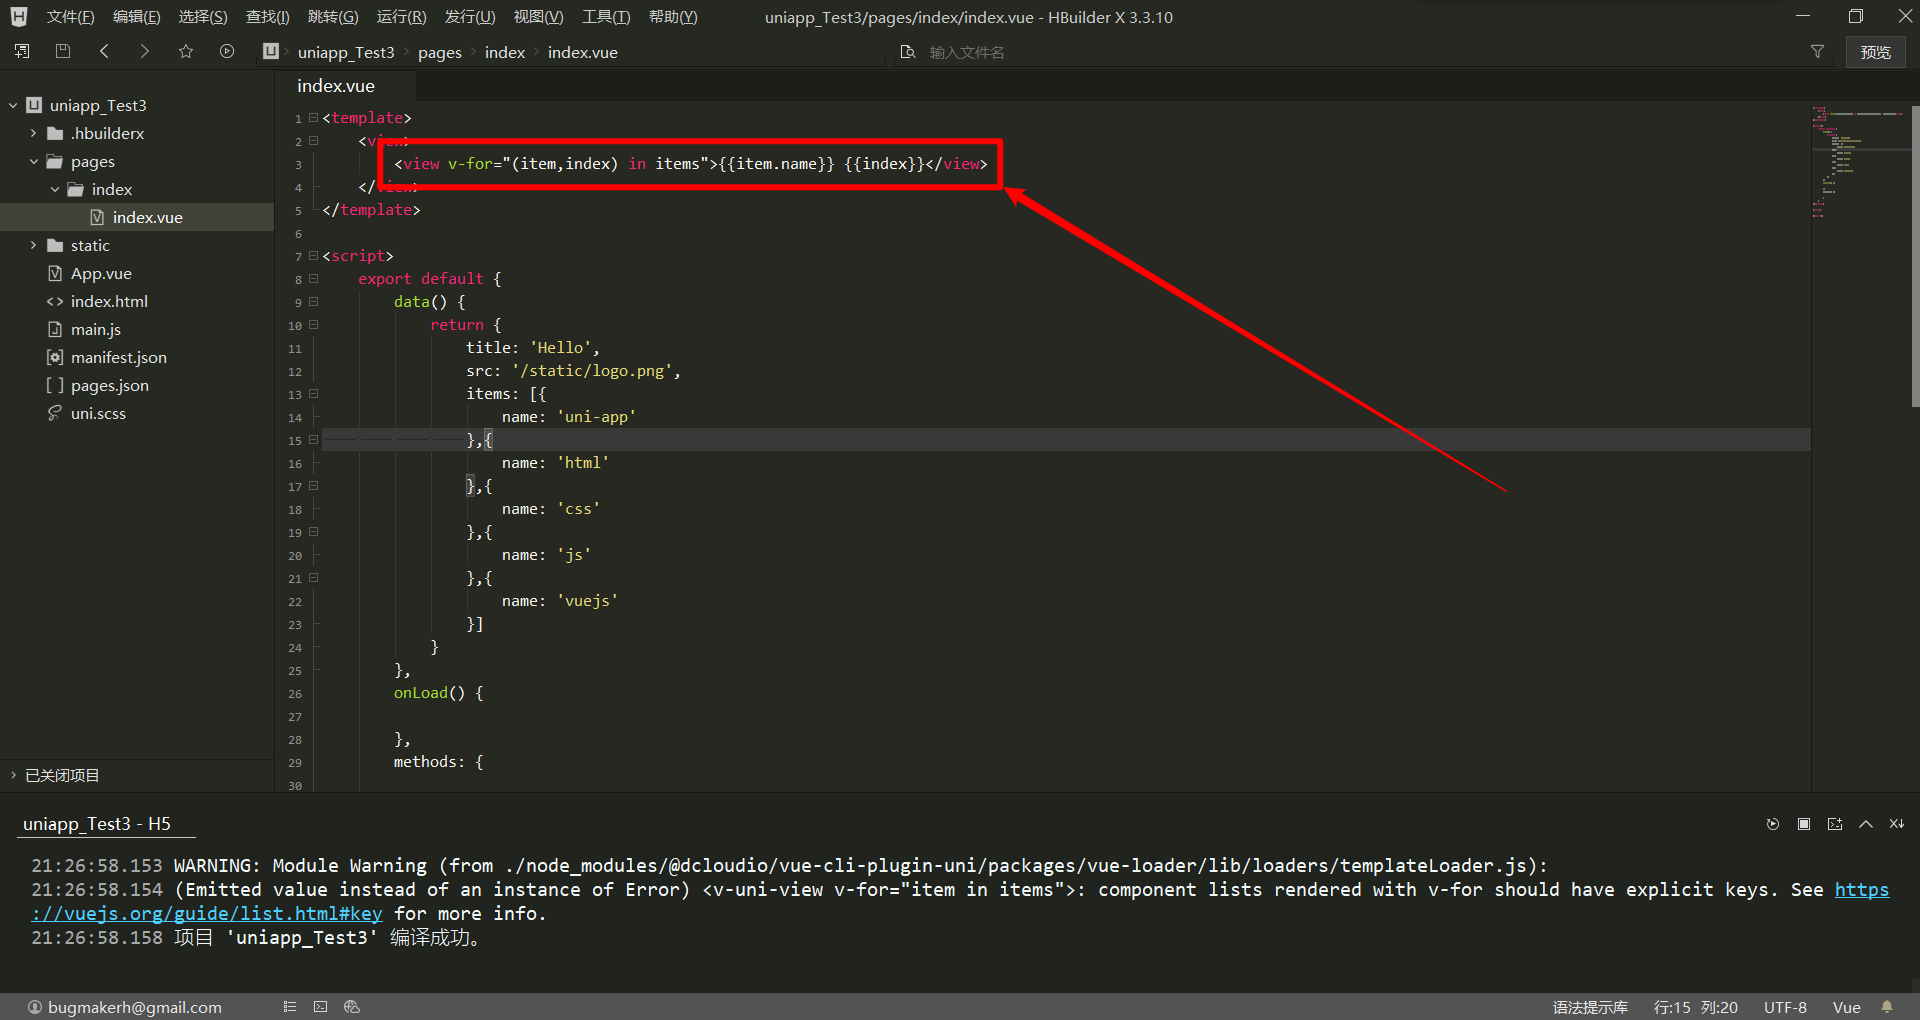 文件(F) 编辑(E) 选择(S) 查找(I) 跳转(G) 运行(R) 发行(U) 视图(V) 工具(T) 帮助(Y) uniapp_Test3/pages/index/index.vue - HBuilder X 3.3.10
uniapp_Test3 pages index index.vue 输入文件名 预览
index.vue
uniapp_Test3
.hbuilderx
pages
index
index.vue
static
App.vue
index.html
main.js
manifest.json
pages.json
uni.scss
已关闭项目
1 <template>
2 <view>
3 <view v-for="(item,index) in items">{{item.name}} {{index}}</view>
4 </view>
5 </template>
6
7 <script>
8 export default {
9 data() {
10 return {
11 title: 'Hello',
12 src: '/static/logo.png',
13 items: [{
14 name: 'uni-app'
15 },{
16 name: 'html'
17 },{
18 name: 'css'
19 },{
20 name: 'js'
21 },{
22 name: 'vuejs'
23 }]
24 }
25 },
26 onLoad() {
27
28 },
29 methods: {
30
uniapp_Test3 - H5
21:26:58.153 WARNING: Module Warning (from ./node_modules/@dcloudio/vue-cli-plugin-uni/packages/vue-loader/lib/loaders/templateLoader.js):
21:26:58.154 (Emitted value instead of an instance of Error) <v-uni-view v-for="item in items">: component lists rendered with v-for should have explicit keys. See https
://vuejs.org/guide/list.html#key for more info.
21:26:58.158 项目 'uniapp_Test3' 编译成功。
bugmakerh@gmail.com 语法提示库 行:15 列:20 UTF-8 Vue